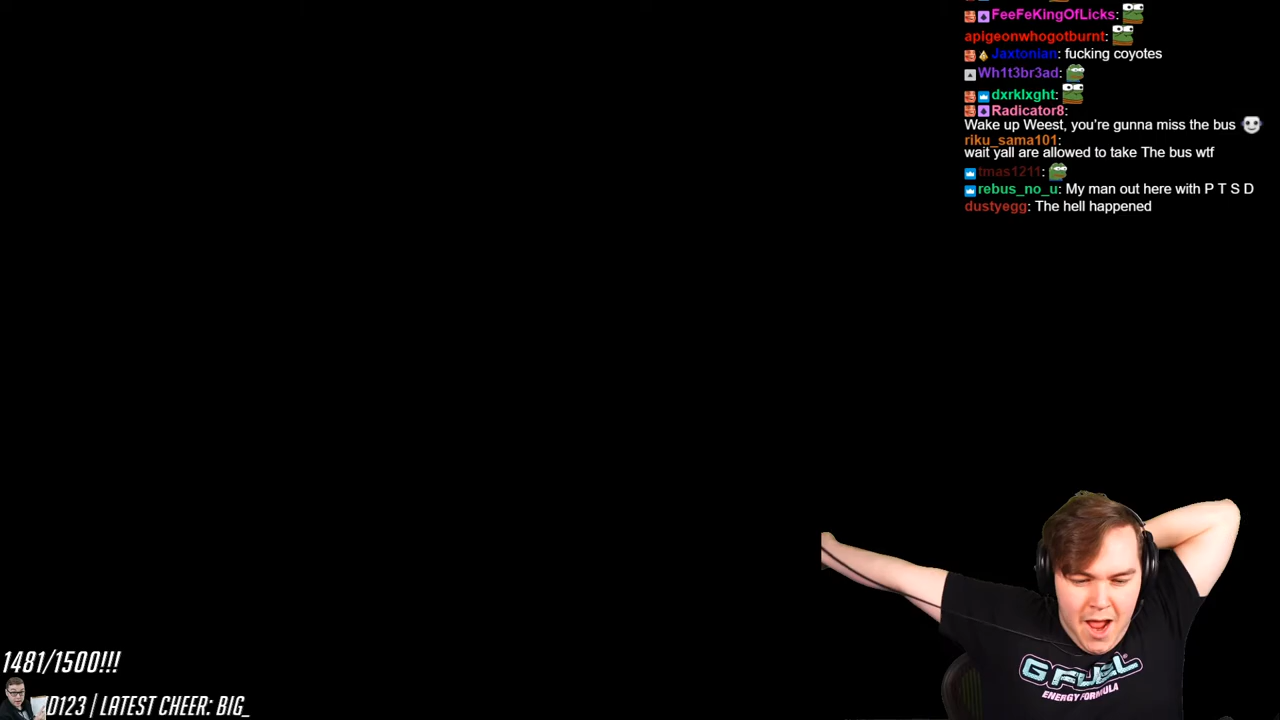 FeeFeKingOfLicks:
apigeonwhogotburnt:
Jaxtonian: fucking coyotes
Wh1t3br3ad:
dxrklxght:
Radicator8:
Wake up Weest, you're gunna miss the bus
riku_sama101:
wait yall are allowed to take The bus wtf
tmas1211:
rebus_no_u: My man out here with P T S D
dustyegg: The hell happened
G FUEL
ENERGY FORMULA
1481/1500!!!
D123 | LATEST CHEER: BIG_